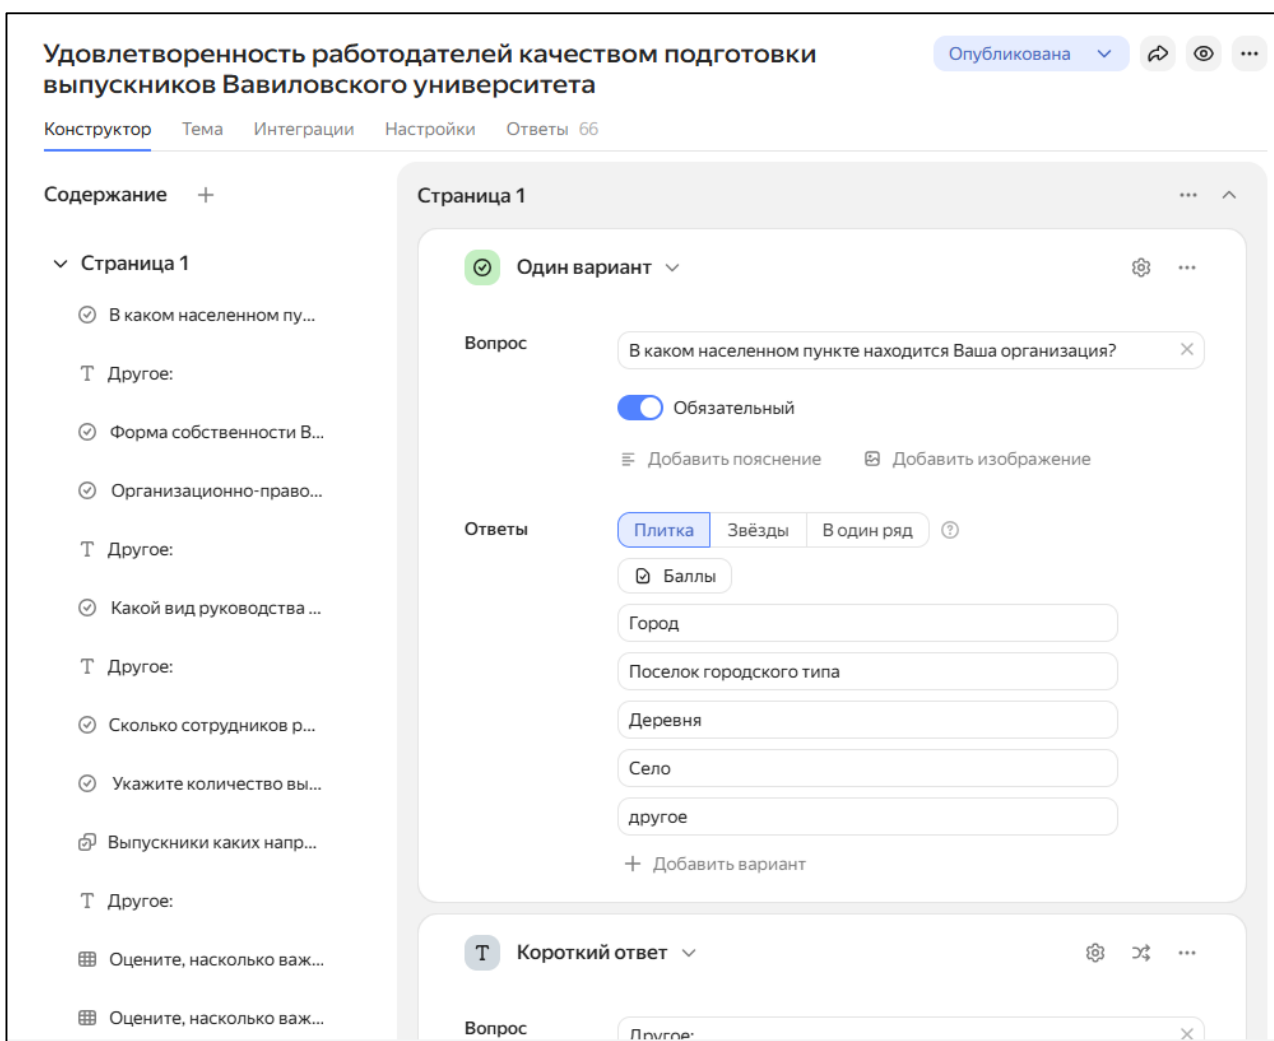 Удовлетворенность работодателей качеством подготовки
выпускников Вавиловского университета
Опубликована
Конструктор Тема Интеграции Настройки Ответы 66
Содержание
Страница 1
В каком населенном пу...
Другое:
Форма собственности В...
Организационно-право...
Другое:
Какой вид руководства ...
Другое:
Сколько сотрудников р...
Укажите количество вы...
Выпускники каких напр...
Другое:
Оцените, насколько важ...
Оцените, насколько важ...
Страница 1
Один вариант
Вопрос
В каком населенном пункте находится Ваша организация?
Обязательный
Добавить пояснение Добавить изображение
Ответы
Плитка Звёзды В один ряд
Баллы
Город
Поселок городского типа
Деревня
Село
другое
Добавить вариант
Короткий ответ
Вопрос
Другое: